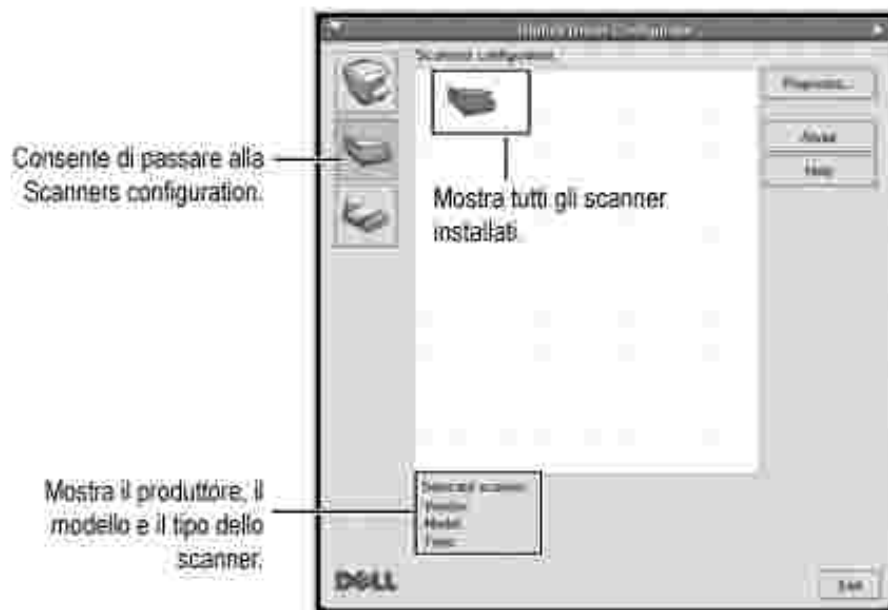 Scanners configuration
Properties...
About
Help
Consente di passare alla
Scanners configuration.
Mostra tutti gli scanner
installati.
Mostra il produttore, il
modello e il tipo dello
scanner.
Selected scanner:
Vendor:
Model:
Type:
DELL
Exit